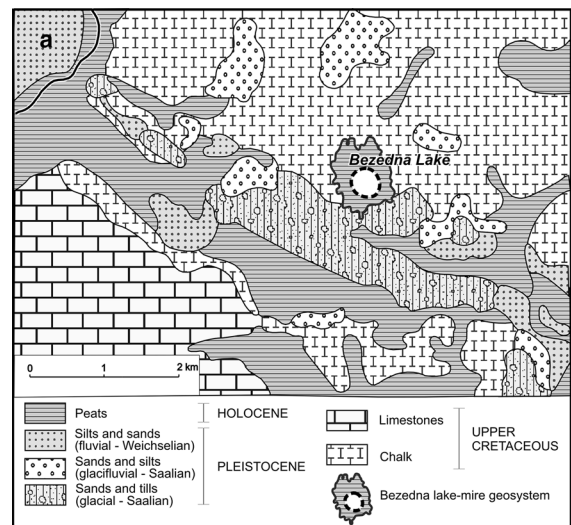 a
Bezedna Lake
0 1 2 km
Peats
HOLOCENE
Silts and sands
(fluvial - Weichselian)
Sands and silts
(glacifluvial - Saalian)
Sands and tills
(glacial - Saalian)
PLEISTOCENE
Limestones
Chalk
UPPER
CRETACEOUS
Bezedna lake-mire geosystem